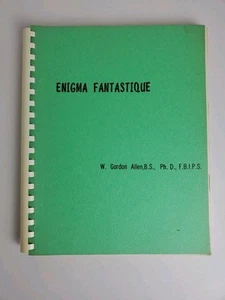 ENIGMA FANTASTIQUE
W. Gordon Allen,B.S., Ph. D., F.B.I.P.S.